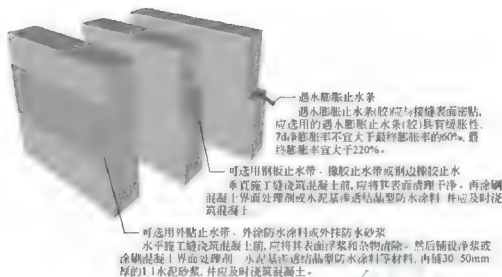 遇水膨胀止水条
遇水膨胀止水条(胶)应与接缝表面密贴,
应选用的遇水膨胀止水条(胶)具有缓胀性,
7d净膨胀率不宜大于最终膨胀率的60%, 最
终膨胀率宜大于220%。
可选用钢板止水带、橡胶止水带或钢边橡胶止水
垂直施工缝浇筑混凝土前, 应将其表面清理干净, 再涂刷
混凝土界面处理剂或水泥基渗透结晶型防水涂料, 并应及时浇
筑混凝土
可选用外贴止水带、外涂防水涂料或外抹防水砂浆
水平施工缝浇筑混凝土前, 应将其表面浮浆和杂物清除, 然后铺设净浆或
涂刷混凝土界面处理剂、水泥基渗透结晶型防水涂料等材料, 再铺30~50mm
厚的1:1水泥砂浆, 并应及时浇筑混凝土。